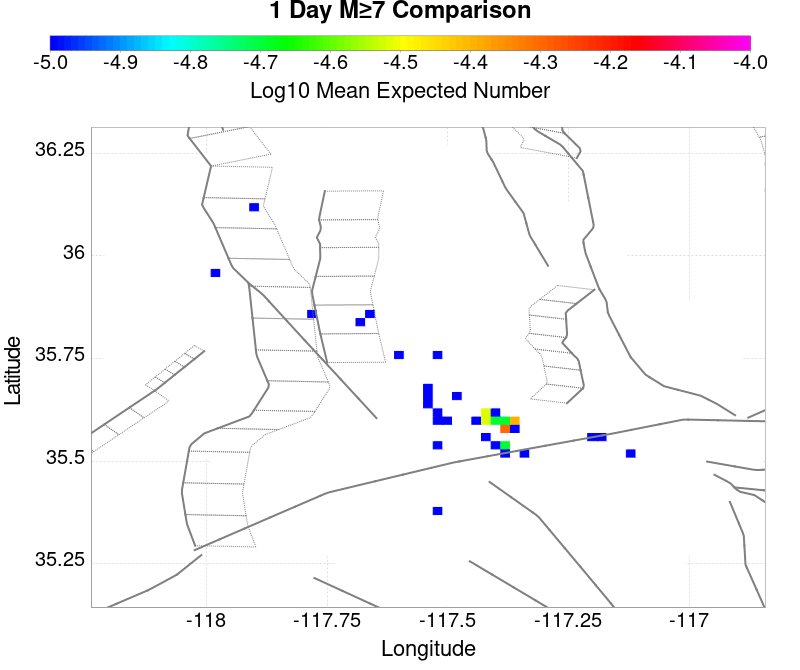 1 Day M≥7 Comparison
-5.0 -4.9 -4.8 -4.7 -4.6 -4.5 -4.4 -4.3 -4.2 -4.1 -4.0
Log10 Mean Expected Number
36.25
36
35.75
35.5
35.25
Latitude
-118 -117.75 -117.5 -117.25 -117
Longitude